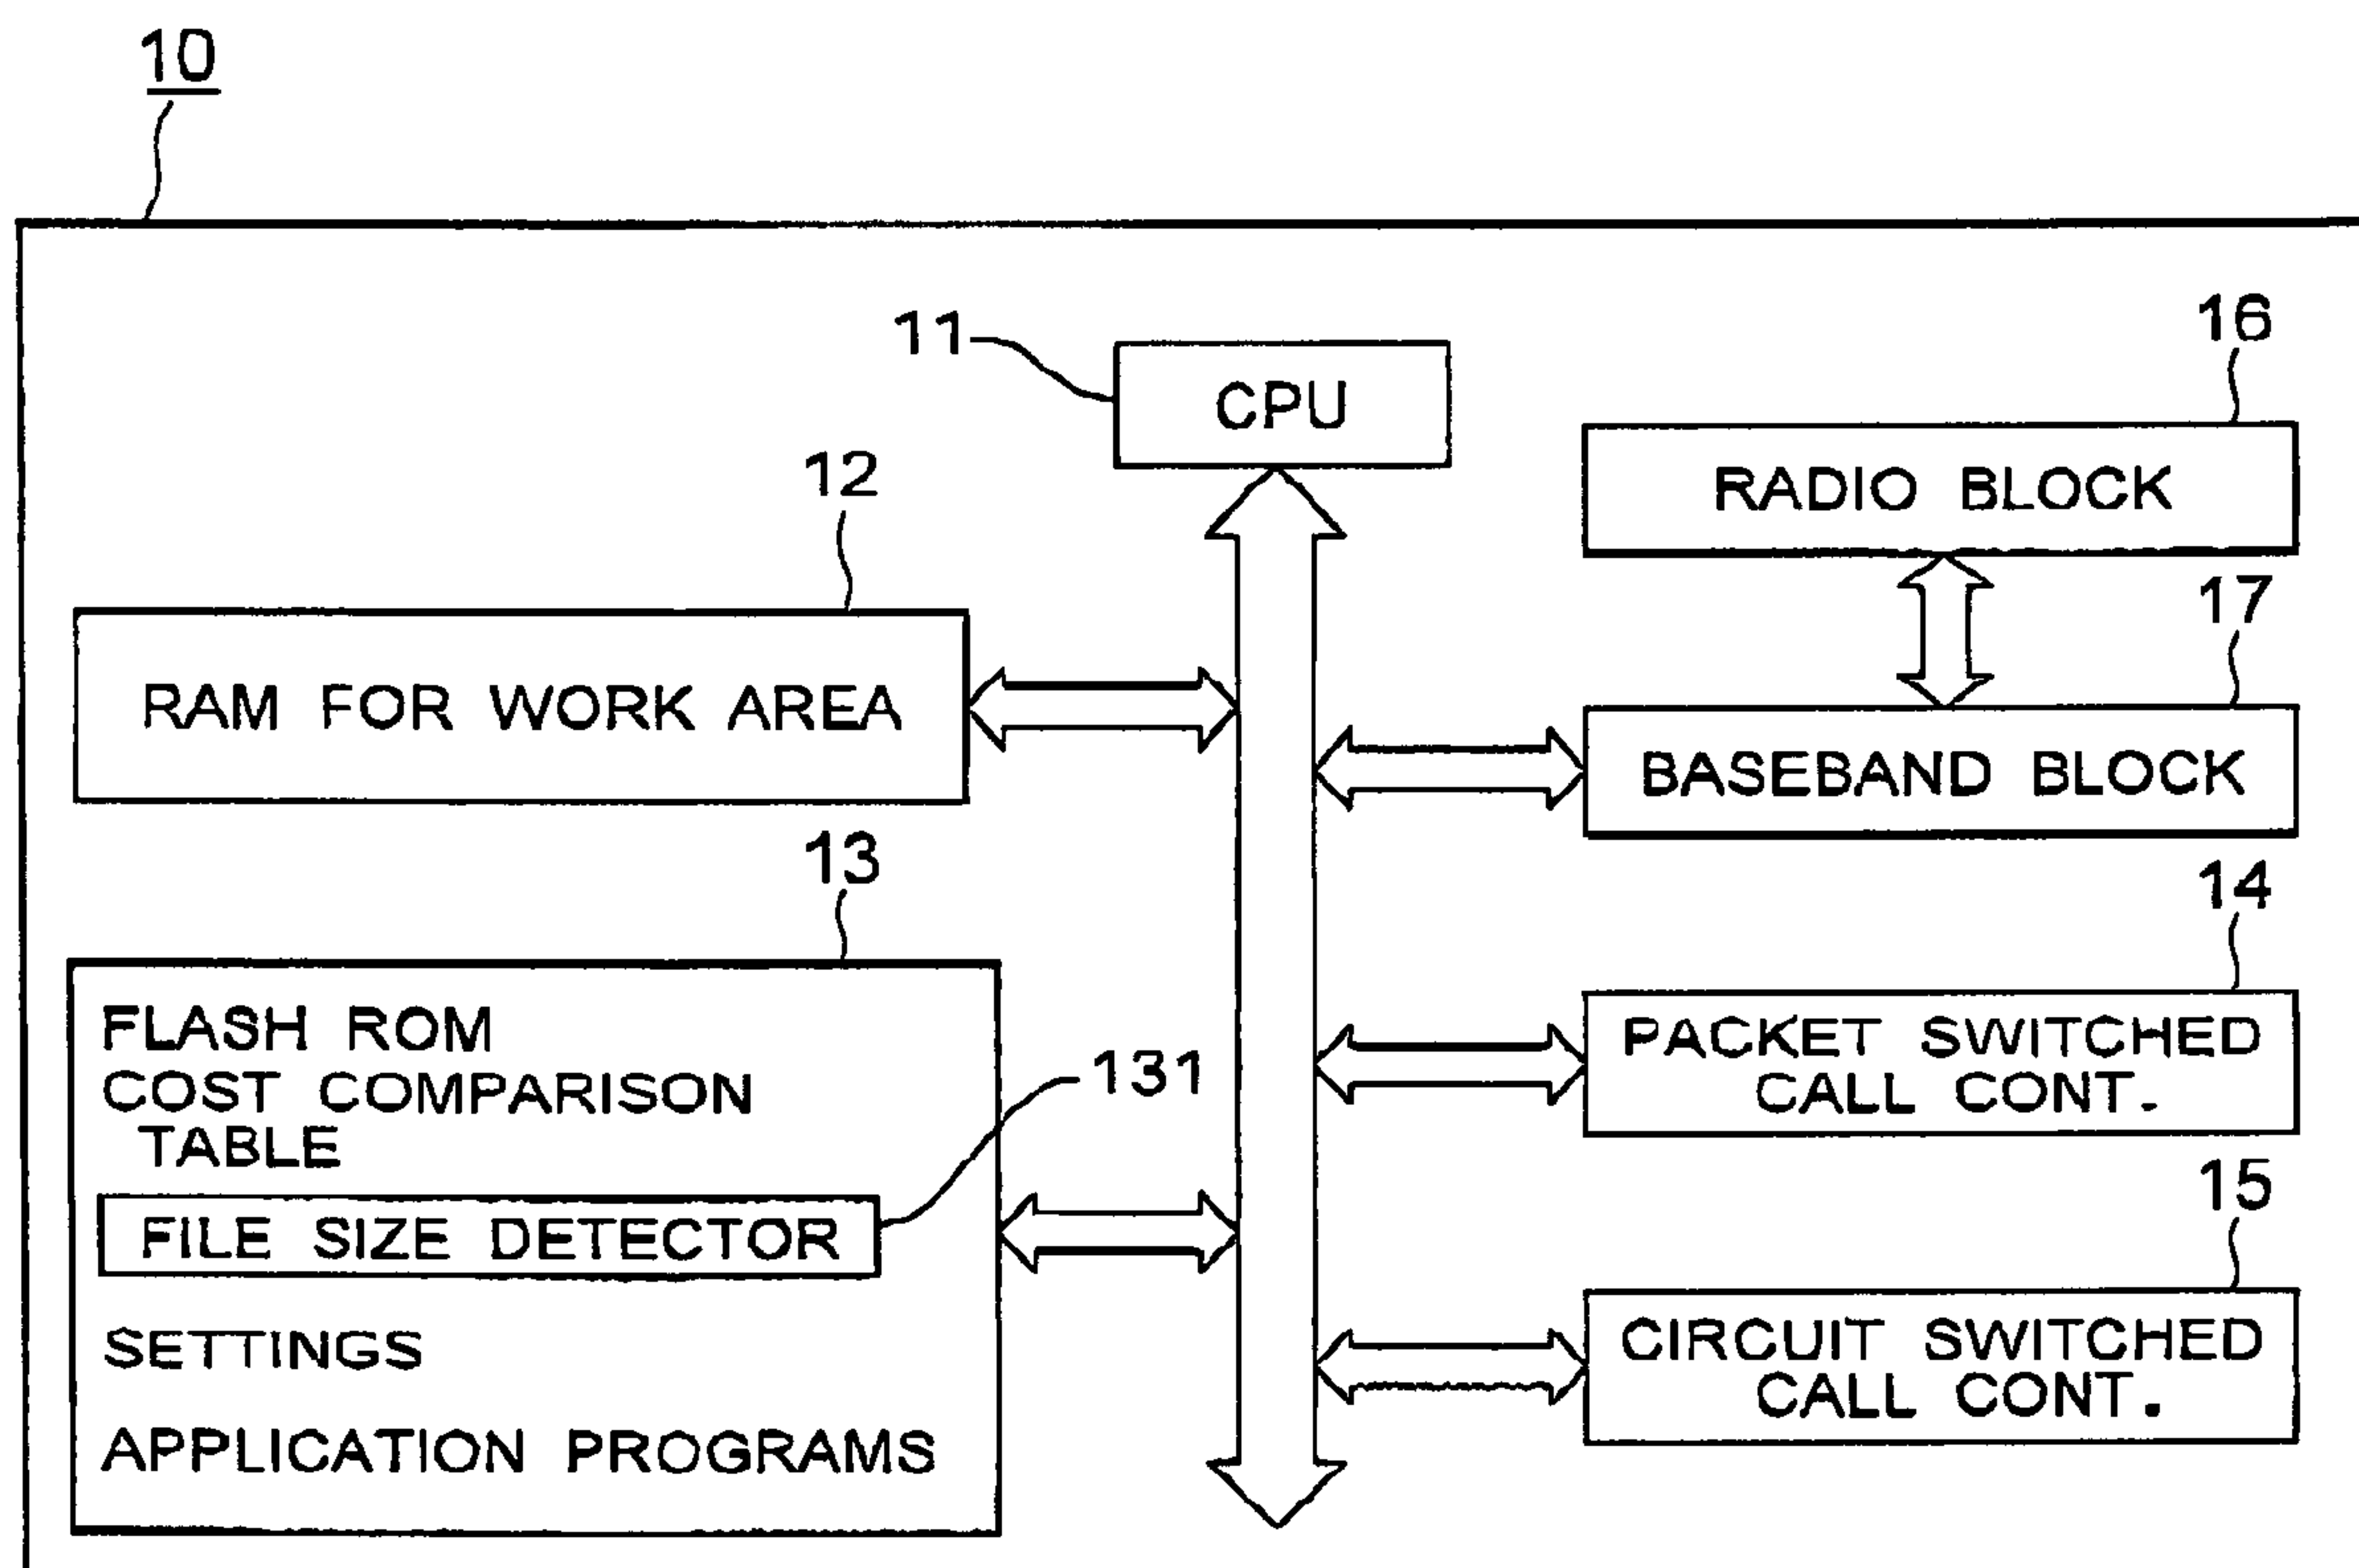 10
11
CPU
16
RADIO BLOCK
12
RAM FOR WORK AREA
17
BASEBAND BLOCK
13
FLASH ROM
COST COMPARISON
TABLE
131
FILE SIZE DETECTOR
SETTINGS
APPLICATION PROGRAMS
14
PACKET SWITCHED
CALL CONT.
15
CIRCUIT SWITCHED
CALL CONT.